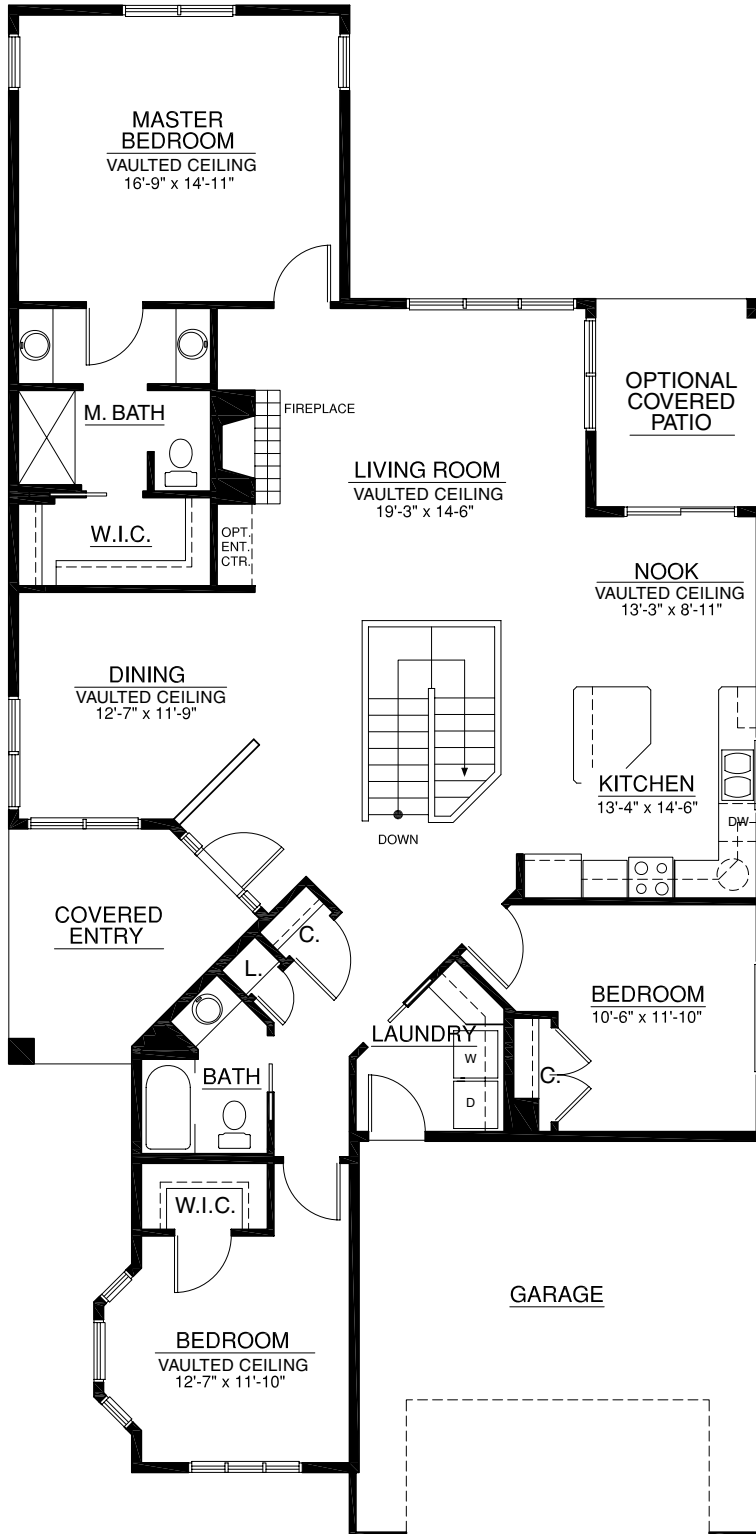 MASTER
BEDROOM
VAULTED CEILING
16'-9" x 14'-11"
M. BATH
FIREPLACE
OPTIONAL
COVERED
PATIO
LIVING ROOM
VAULTED CEILING
19'-3" x 14'-6"
W.I.C.
OPT.
ENT.
CTR.
NOOK
VAULTED CEILING
13'-3" x 8'-11"
DINING
VAULTED CEILING
12'-7" x 11'-9"
KITCHEN
13'-4" x 14'-6"
DW
DOWN
COVERED
ENTRY
C.
L.
BEDROOM
10'-6" x 11'-10"
LAUNDRY
W
D
C.
BATH
W.I.C.
GARAGE
BEDROOM
VAULTED CEILING
12'-7" x 11'-10"